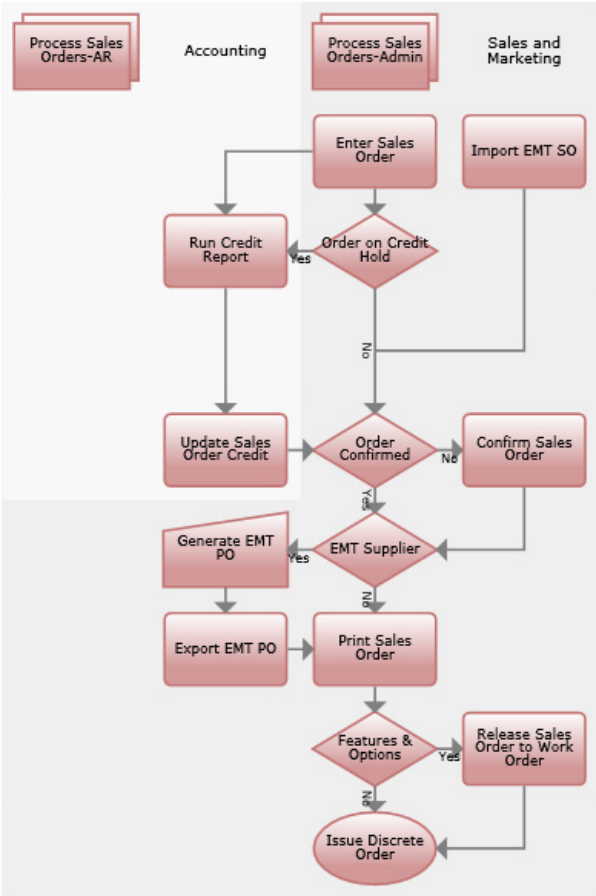 Process Sales
Orders-AR
Accounting
Process Sales
Orders-Admin
Sales and
Marketing
Enter Sales
Order
Import EMT SO
Run Credit
Report
Yes
Order on Credit
Hold
No
Update Sales
Order Credit
Order
Confirmed
No
Confirm Sales
Order
Yes
Generate EMT
PO
Yes
EMT Supplier
No
Export EMT PO
Print Sales
Order
Features &
Options
Yes
Release Sales
Order to Work
Order
No
Issue Discrete
Order